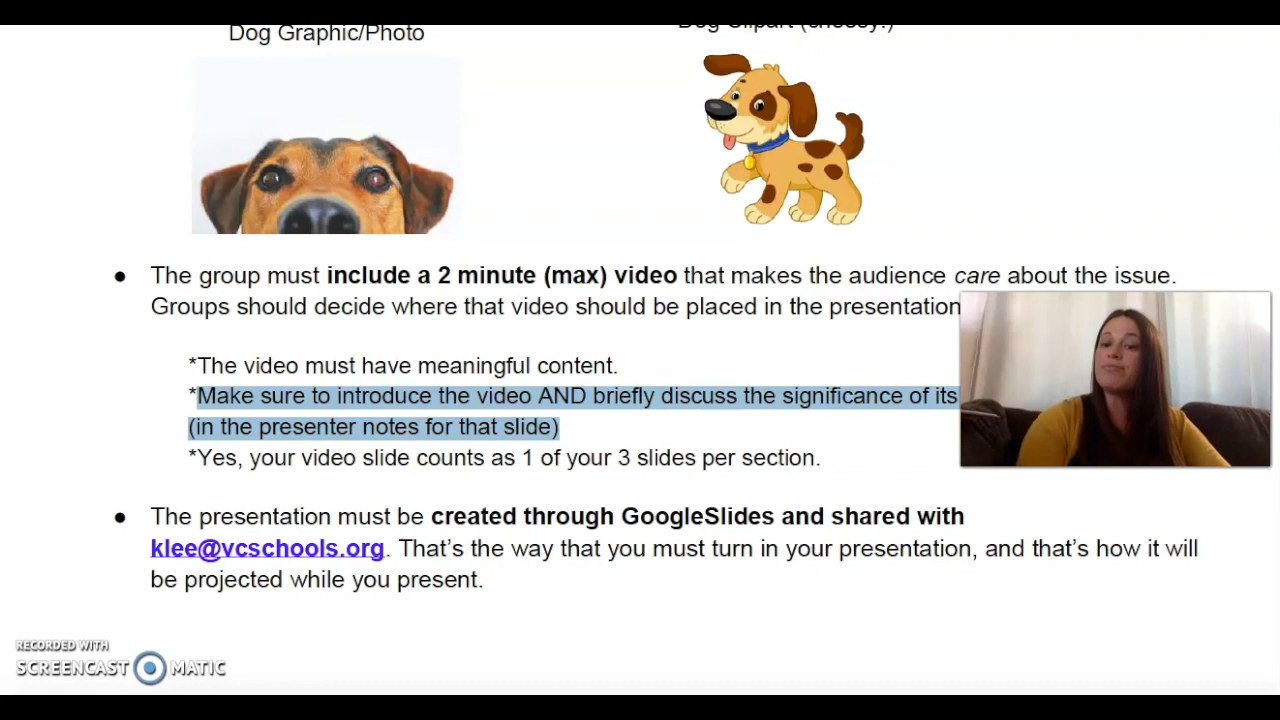 Dog Graphic/Photo
Dog Clipart (cheesy!)
● The group must include a 2 minute (max) video that makes the audience care about the issue.
Groups should decide where that video should be placed in the presentation
*The video must have meaningful content.
*Make sure to introduce the video AND briefly discuss the significance of its
(in the presenter notes for that slide)
*Yes, your video slide counts as 1 of your 3 slides per section.
● The presentation must be created through GoogleSlides and shared with
klee@vcschools.org. That’s the way that you must turn in your presentation, and that’s how it will
be projected while you present.
RECORDED WITH
SCREENCAST MATIC